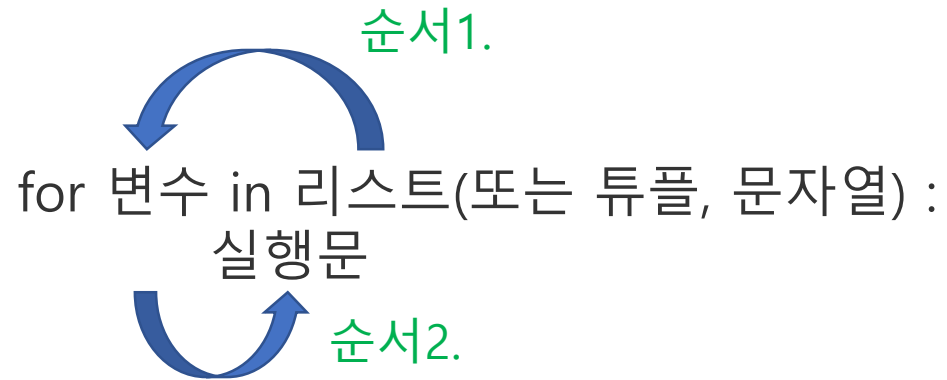 순서1.
for 변수 in 리스트(또는 튜플, 문자열) :
실행문
순서2.